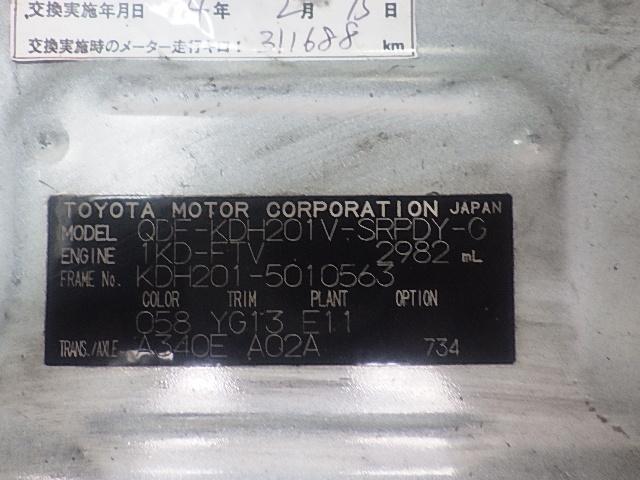 交換実施年月日 4年 2月 15日
交換実施時のメーター走行キロ: 311688 km
TOYOTA MOTOR CORPORATION JAPAN
MODEL QDF-KDH201V-SRPDY-G
ENGINE 1KD-FTV 2982 mL
FRAME No. KDH201-5010563
COLOR TRIM PLANT OPTION
058 YG13 E11
TRANS./AXLE A340E A02A 734